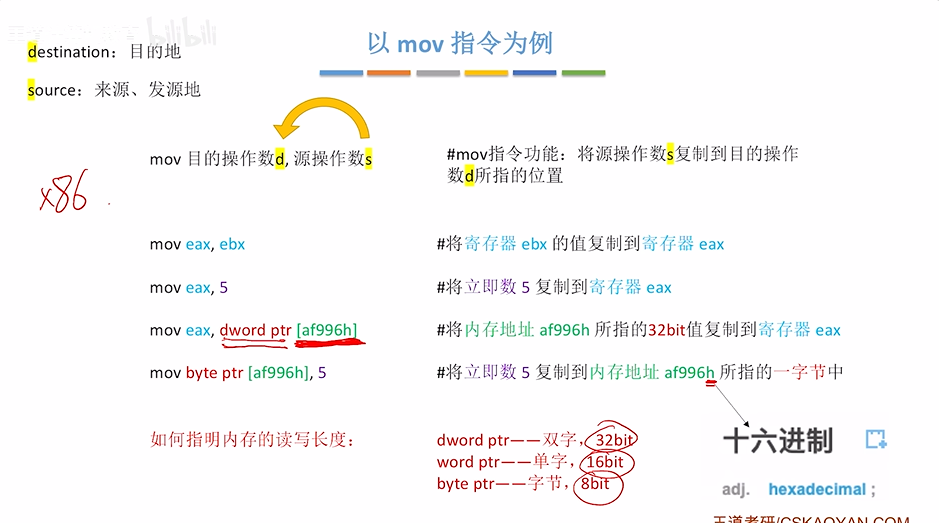 bilibili
以 mov 指令为例
destination：目的地
source：来源、发源地
mov 目的操作数d, 源操作数s
#mov指令功能：将源操作数s复制到目的操作
数d所指的位置
x86
mov eax, ebx
#将寄存器 ebx 的值复制到寄存器 eax
mov eax, 5
#将立即数 5 复制到寄存器 eax
mov eax, dword ptr [af996h]
#将内存地址 af996h 所指的32bit值复制到寄存器 eax
mov byte ptr [af996h], 5
#将立即数 5 复制到内存地址 af996h 所指的一字节中
如何指明内存的读写长度：
dword ptr——双字，32bit
word ptr——单字，16bit
byte ptr——字节，8bit
十六进制
adj. hexadecimal ;
王道考研/CSKAOYAN.COM